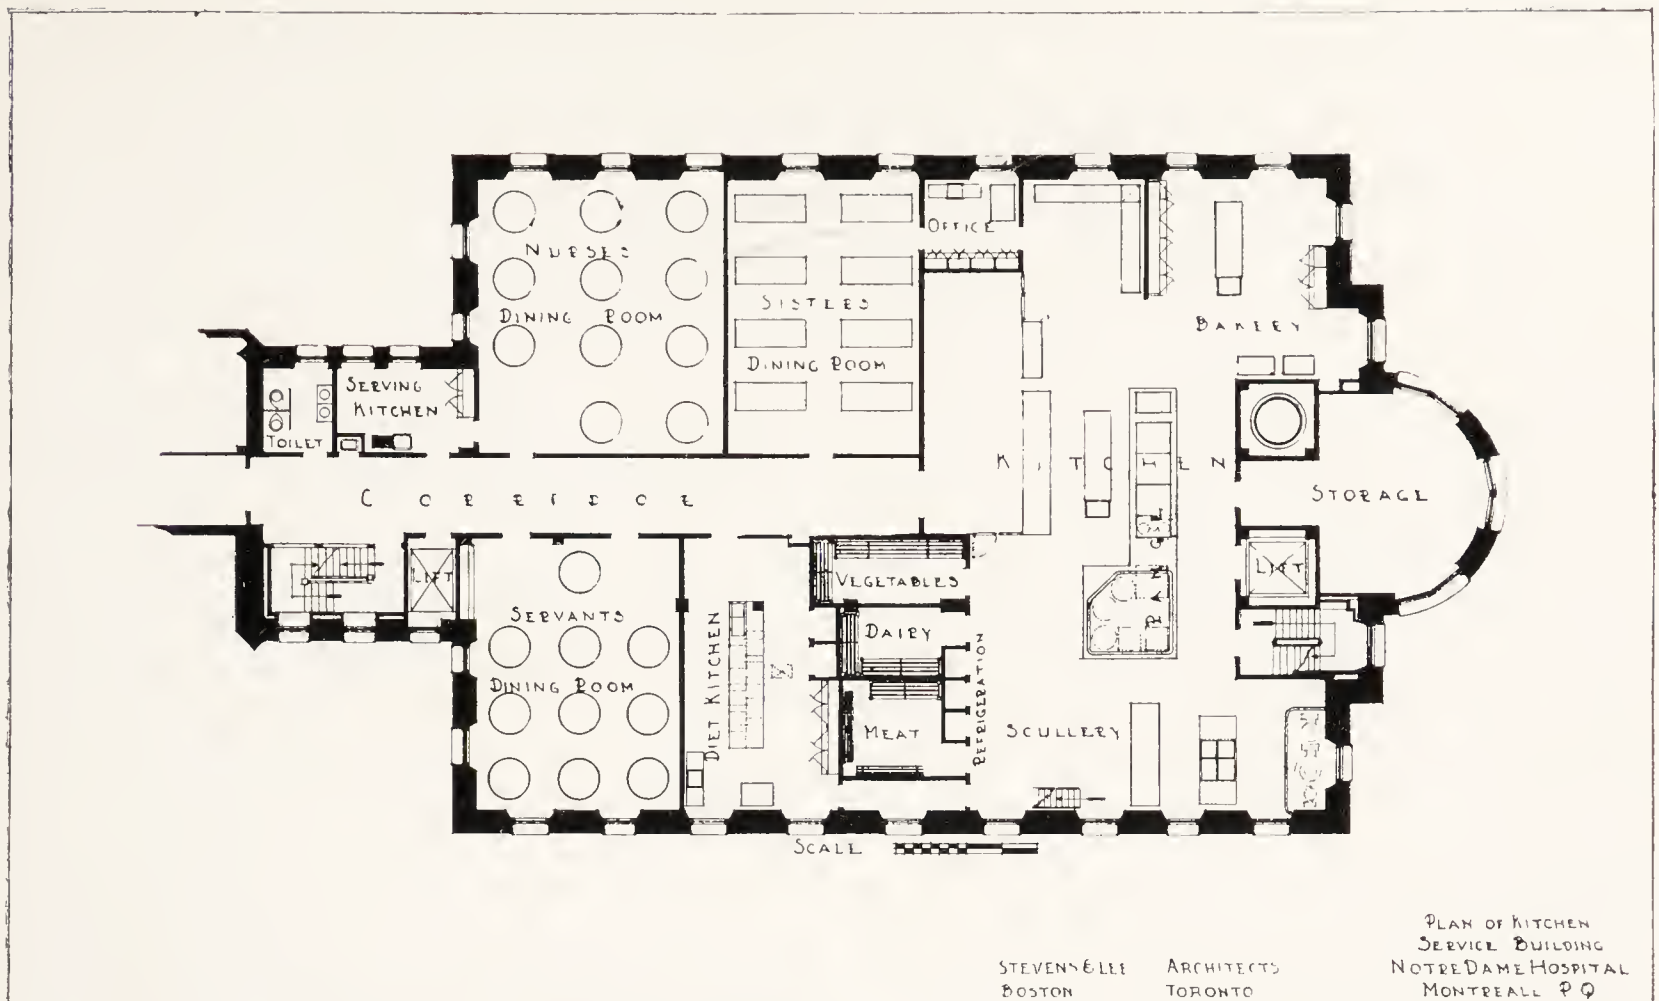 NURSES
DINING ROOM
SISTERS
DINING ROOM
OFFICE
BAKERY
SERVING
KITCHEN
TOILET
KITCHEN
CORRIDOR
STORAGE
LIFT
LIFT
VEGETABLES
RANGE
SERVANTS
DINING ROOM
DIET KITCHEN
DAIRY
REFRIGERATION
MEAT
SCULLERY
SCALE
PLAN OF KITCHEN
SERVICE BUILDING
NOTRE DAME HOSPITAL
MONTREALL P Q
STEVENS & LEE ARCHITECTS
BOSTON TORONTO